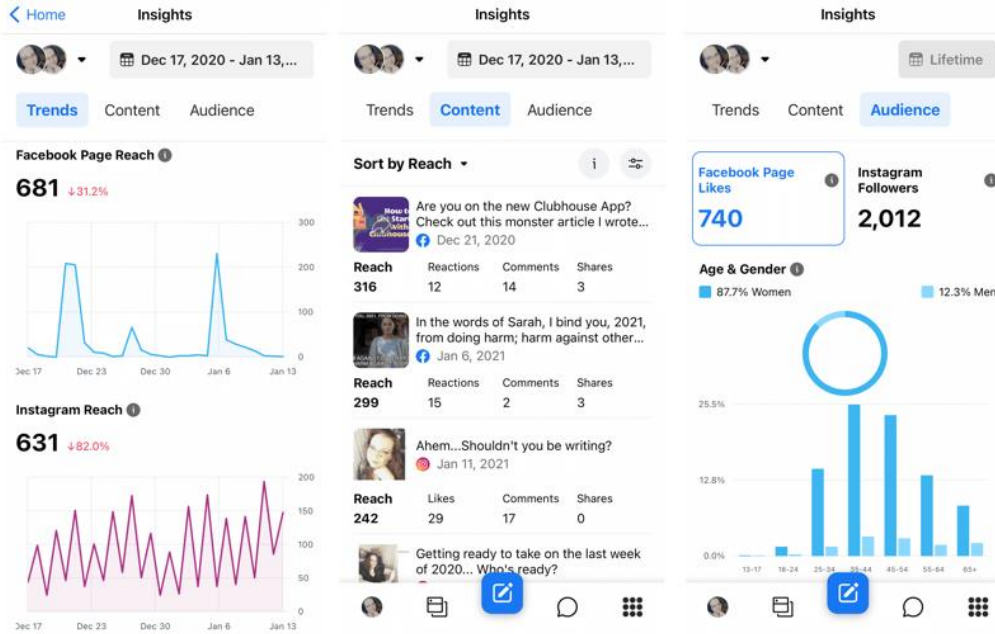 Home
Insights
Dec 17, 2020 - Jan 13,...
Trends
Content
Audience
Facebook Page Reach
681
↓31.2%
300
200
100
0
Dec 17
Dec 23
Dec 30
Jan 6
Jan 13
Instagram Reach
631
↓82.0%
200
150
100
50
0
Dec 17
Dec 23
Dec 30
Jan 6
Jan 13
Insights
Dec 17, 2020 - Jan 13,...
Trends
Content
Audience
Sort by Reach
Are you on the new Clubhouse App?
Check out this monster article I wrote...
Dec 21, 2020
Reach Reactions Comments Shares
316 12 14 3
In the words of Sarah, I bind you, 2021,
from doing harm; harm against other...
Jan 6, 2021
Reach Reactions Comments Shares
299 15 2 3
Ahem...Shouldn't you be writing?
Jan 11, 2021
Reach Likes Comments Shares
242 29 17 0
Getting ready to take on the last week
of 2020... Who's ready?
Insights
Lifetime
Trends
Content
Audience
Facebook Page
Likes
740
Instagram
Followers
2,012
Age & Gender
87.7% Women
12.3% Men
25.5%
12.8%
0.0%
13-17
18-24
25-34
35-44
45-54
55-64
65+